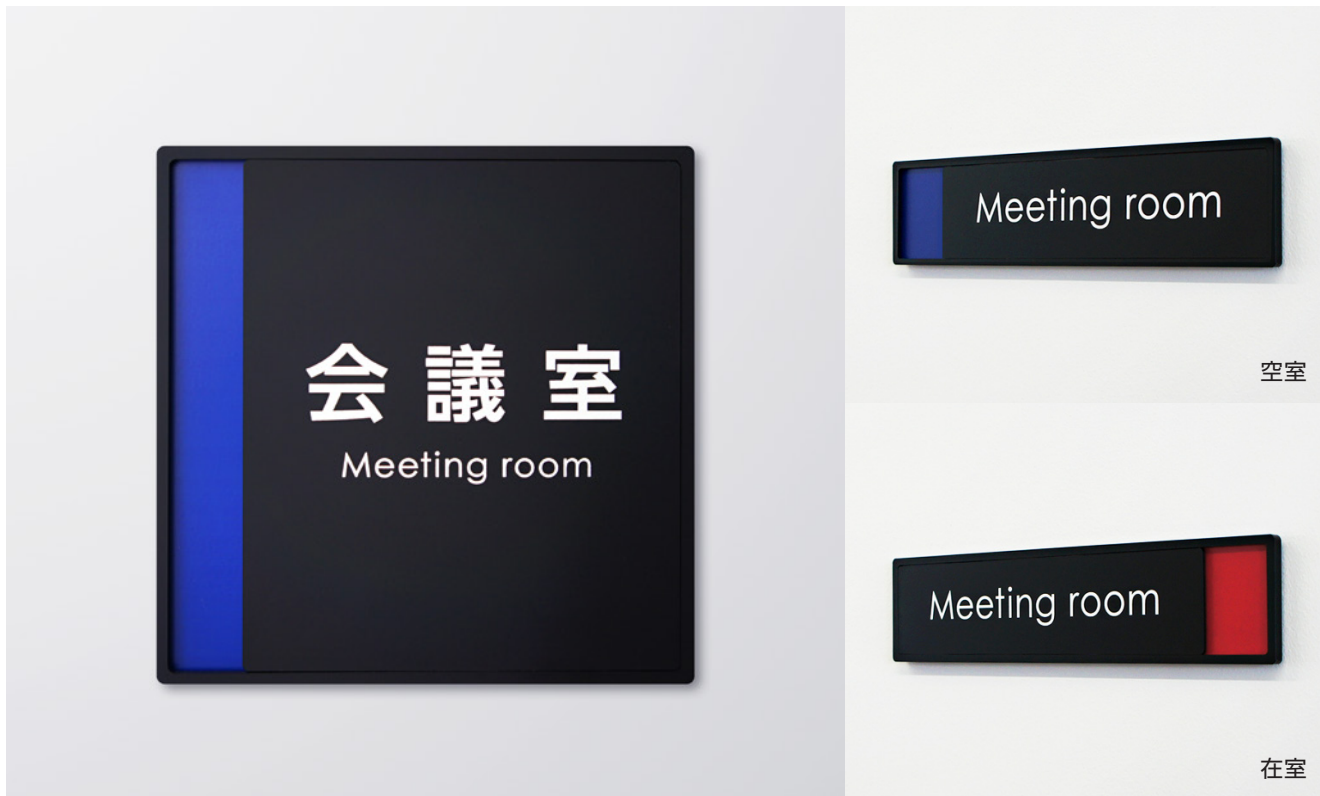 会議室
Meeting room
Meeting room
空室
Meeting room
在室